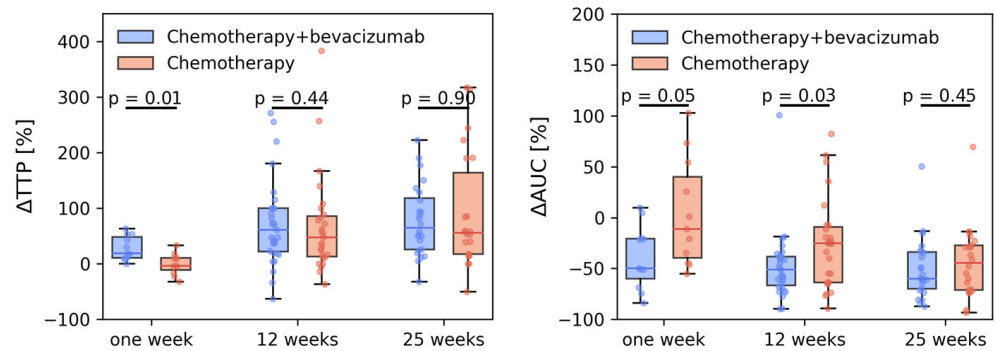 ΔTTP [%]
400
300
200
100
0
−100
Chemotherapy+bevacizumab
Chemotherapy
p = 0.01
p = 0.44
p = 0.90
one week
12 weeks
25 weeks
ΔAUC [%]
200
150
100
50
0
−50
−100
Chemotherapy+bevacizumab
Chemotherapy
p = 0.05
p = 0.03
p = 0.45
one week
12 weeks
25 weeks